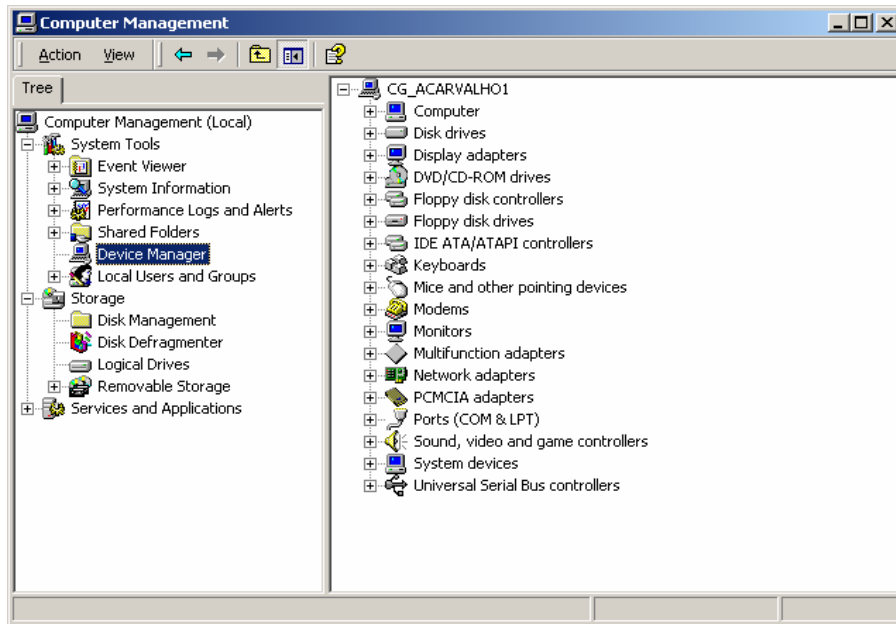 Computer Management
Action View
Tree
Computer Management (Local)
System Tools
Event Viewer
System Information
Performance Logs and Alerts
Shared Folders
Device Manager
Local Users and Groups
Storage
Disk Management
Disk Defragmenter
Logical Drives
Removable Storage
Services and Applications
CG_ACARVALHO1
Computer
Disk drives
Display adapters
DVD/CD-ROM drives
Floppy disk controllers
Floppy disk drives
IDE ATA/ATAPI controllers
Keyboards
Mice and other pointing devices
Modems
Monitors
Multifunction adapters
Network adapters
PCMCIA adapters
Ports (COM & LPT)
Sound, video and game controllers
System devices
Universal Serial Bus controllers